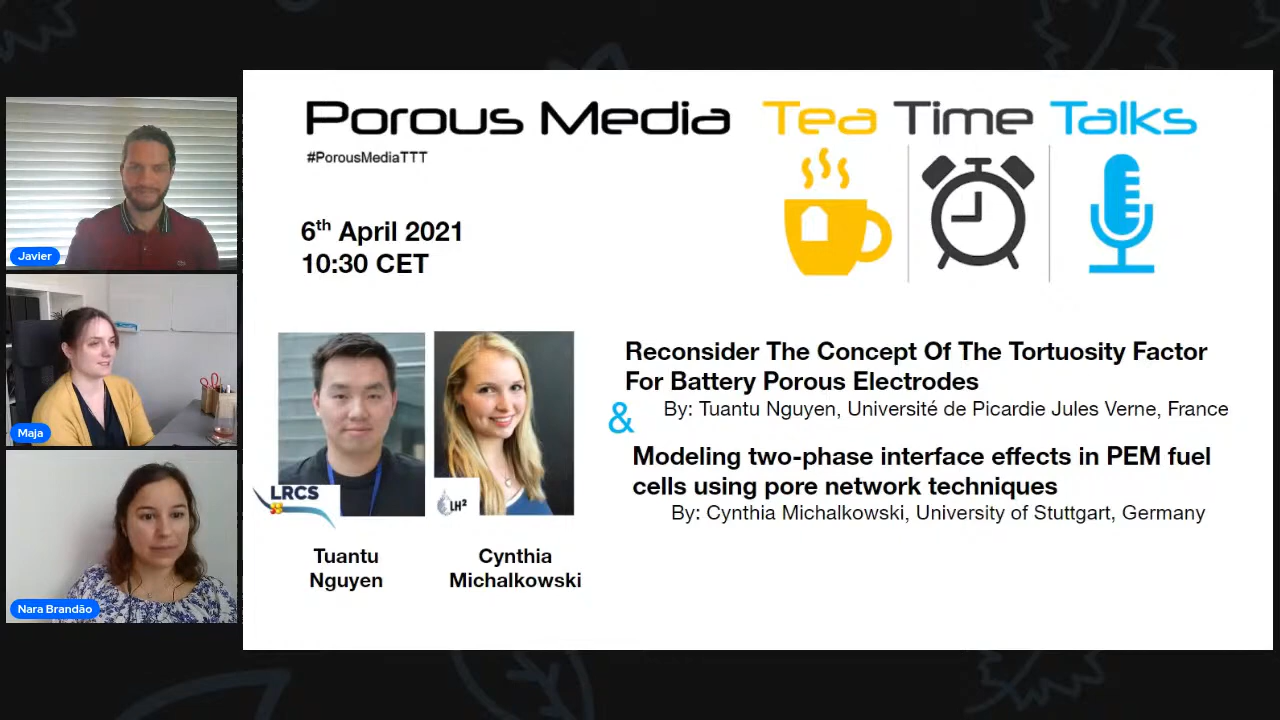 Porous Media Tea Time Talks
#PorousMediaTTT
6th April 2021
10:30 CET
Javier
Maja
Nara Brandão
Reconsider The Concept Of The Tortuosity Factor
For Battery Porous Electrodes
By: Tuantu Nguyen, Université de Picardie Jules Verne, France
&
Modeling two-phase interface effects in PEM fuel
cells using pore network techniques
By: Cynthia Michalkowski, University of Stuttgart, Germany
LRCS
LH²
Tuantu
Nguyen
Cynthia
Michalkowski